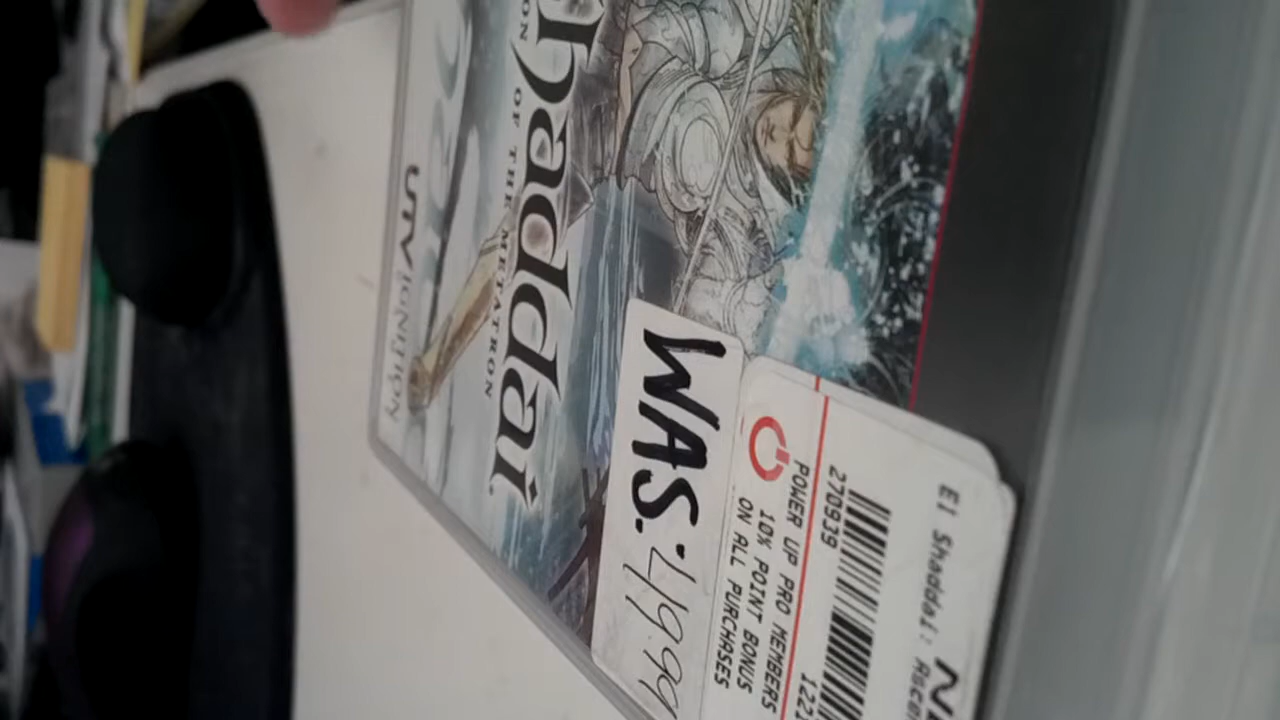 haddai
ON OF THE METATRON
UTV ignition
WAS: 49.99
El Shaddai: Ascen
270939
POWER UP PRO MEMBERS
10% POINT BONUS
ON ALL PURCHASES